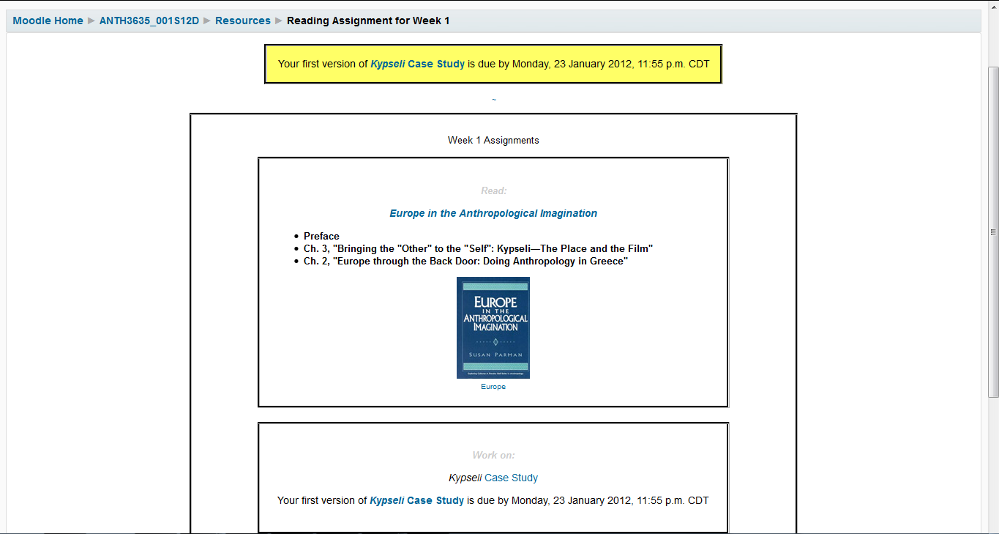 Moodle Home ► ANTH3635_001S12D ► Resources ► Reading Assignment for Week 1
Your first version of Kypseli Case Study is due by Monday, 23 January 2012, 11:55 p.m. CDT
~
Week 1 Assignments
Read:
Europe in the Anthropological Imagination
• Preface
• Ch. 3, "Bringing the "Other" to the "Self": Kypseli—The Place and the Film"
• Ch. 2, "Europe through the Back Door: Doing Anthropology in Greece"
EUROPE
IN THE
ANTHROPOLOGICAL
IMAGINATION
SUSAN PARMAN
Europe
Work on:
Kypseli Case Study
Your first version of Kypseli Case Study is due by Monday, 23 January 2012, 11:55 p.m. CDT